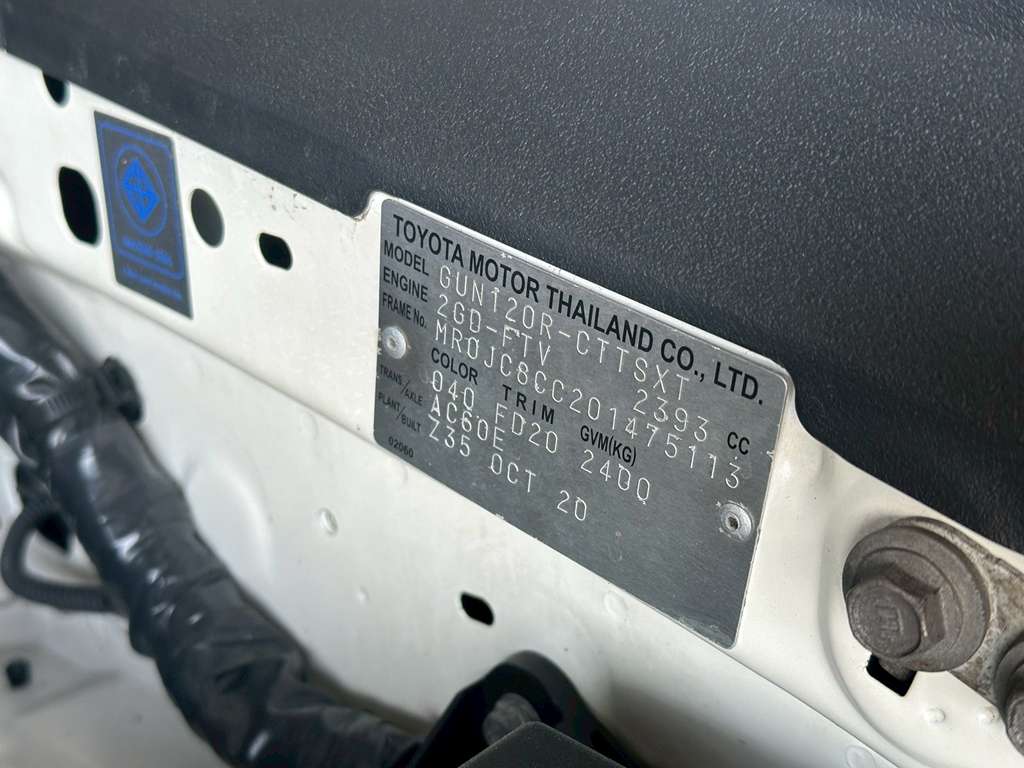 TOYOTA MOTOR THAILAND CO., LTD.
MODEL GUN120R-CTTSXT
ENGINE 2GD-FTV 2393 CC
FRAME No. MR0JC8CC201475113
COLOR TRIM GVM(KG)
040 FD20 2400
TRANS/AXLE AC60E
PLANT/BUILT Z35 OCT 20
02060